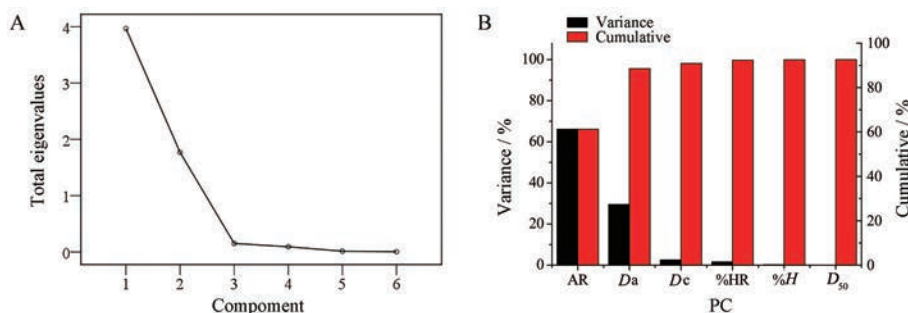 A
Total eigenvalues
4
3
2
1
0
1 2 3 4 5 6
Compoment
B
Variance
Cumulative
Variance / %
100
80
60
40
20
0
Cumulative / %
100
80
60
40
20
0
AR Da Dc %HR %H D50
PC